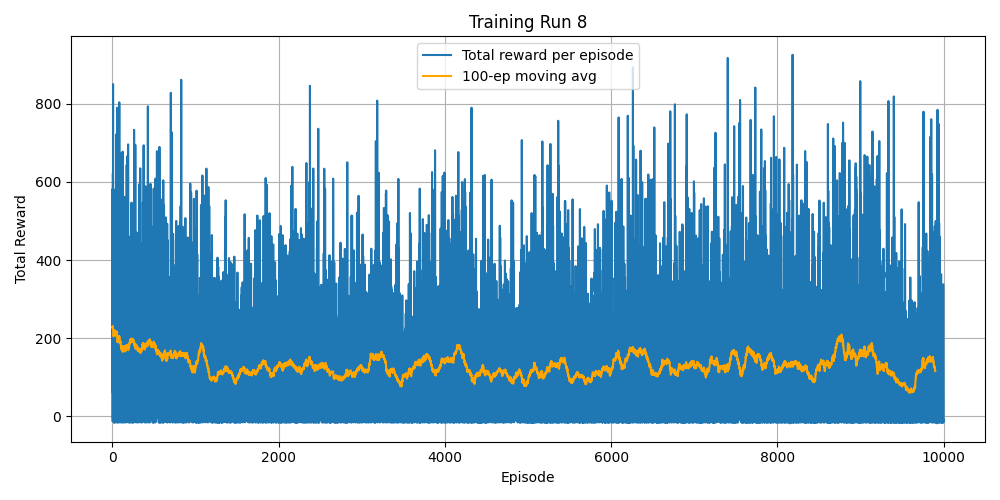 Training Run 8
Total reward per episode
100-ep moving avg
Total Reward
800
600
400
200
0
0 2000 4000 6000 8000 10000
Episode